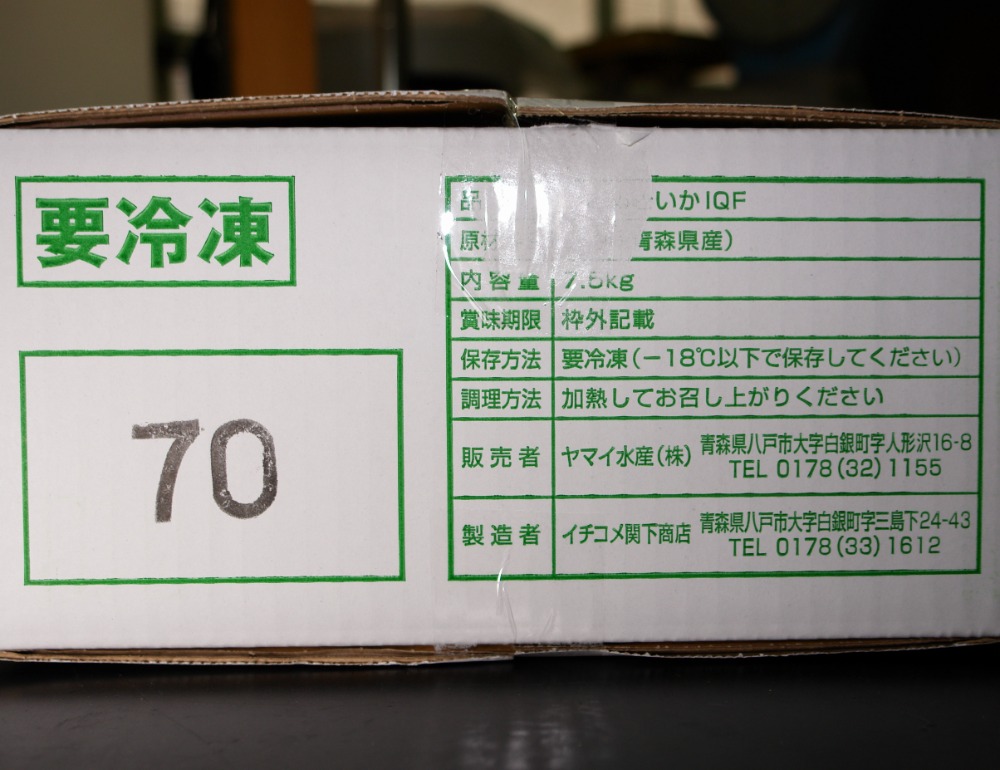 要冷凍
70
品 いかIQF
原材 青森県産)
内容量 7.5kg
賞味期限 枠外記載
保存方法 要冷凍(-18℃以下で保存してください)
調理方法 加熱してお召し上がりください
販売者 ヤマイ水産(株) 青森県八戸市大字白銀町字人形沢16-8
TEL 0178(32)1155
製造者 イチコメ関下商店 青森県八戸市大字白銀町字三島下24-43
TEL 0178(33)1612